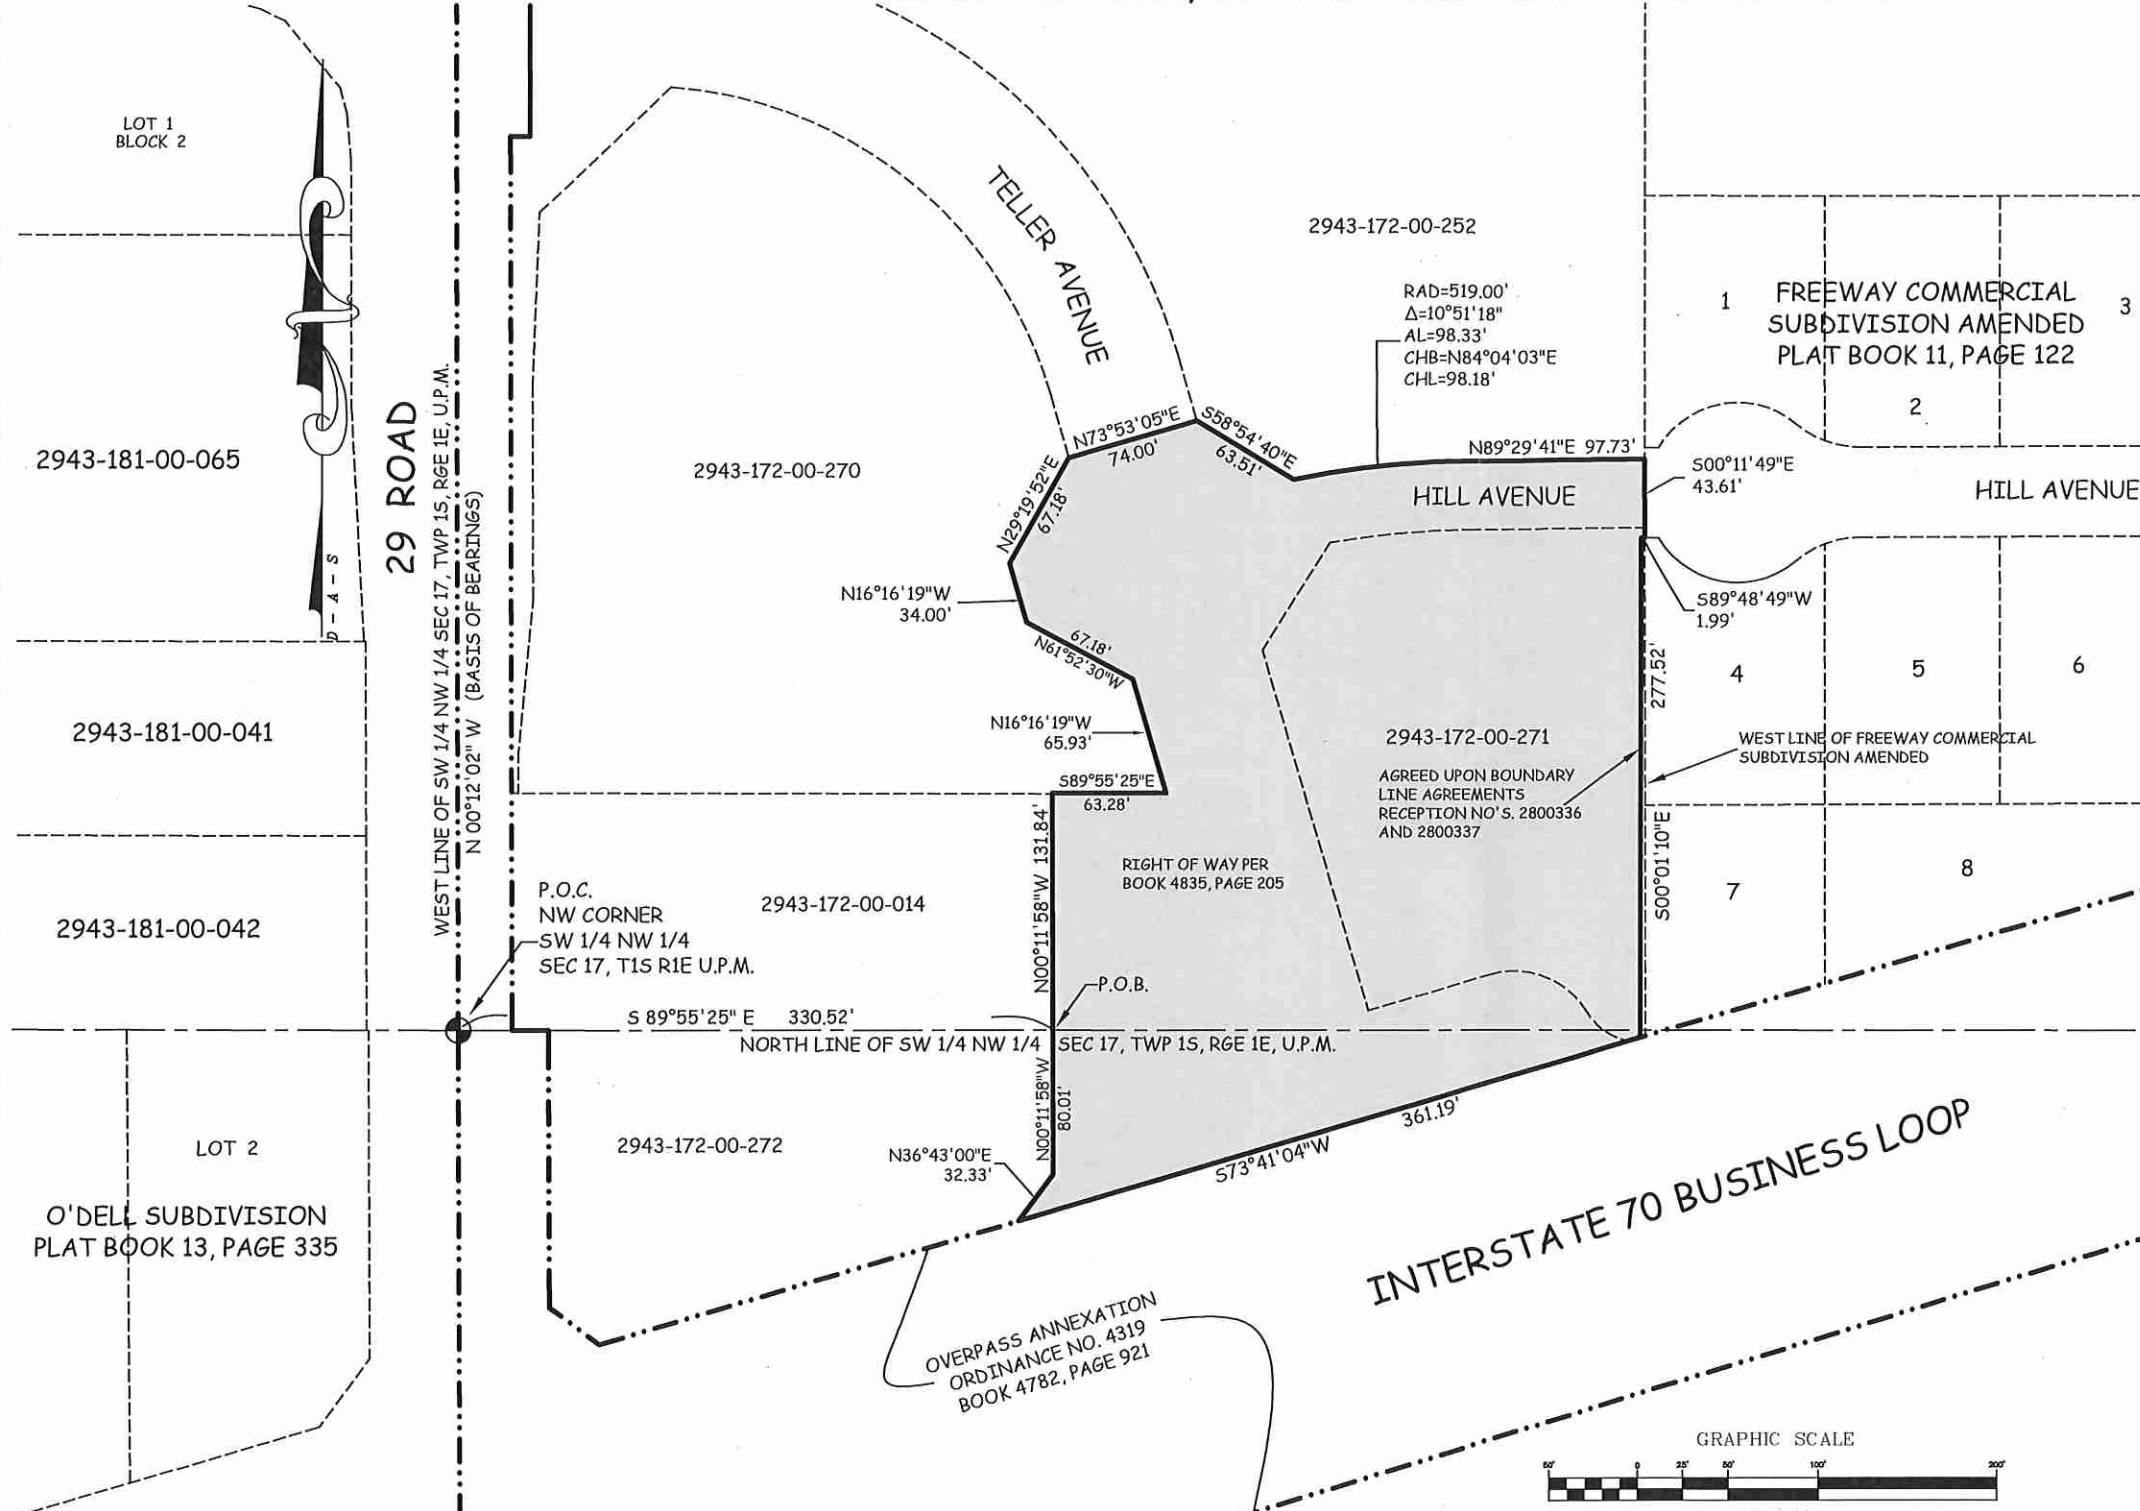 LOT 1
BLOCK 2
2943-181-00-065
2943-181-00-041
2943-181-00-042
LOT 2
O'DELL SUBDIVISION
PLAT BOOK 13, PAGE 335
D-A-S
29 ROAD
WEST LINE OF SW 1/4 NW 1/4 SEC 17, TWP 1S, RGE 1E, U.P.M.
N 00°12'02" W (BASIS OF BEARINGS)
P.O.C.
NW CORNER
SW 1/4 NW 1/4
SEC 17, T1S R1E U.P.M.
TELLER AVENUE
2943-172-00-252
2943-172-00-270
RAD=519.00'
Δ=10°51'18"
AL=98.33'
CHB=N84°04'03"E
CHL=98.18'
N73°53'05"E
74.00'
S58°54'40"E
63.51'
N89°29'41"E 97.73'
HILL AVENUE
N29°19'52"E
67.18'
N16°16'19"W
34.00'
67.18'
N61°52'30"W
N16°16'19"W
65.93'
S89°55'25"E
63.28'
N00°11'58"W 131.84'
2943-172-00-014
RIGHT OF WAY PER
BOOK 4835, PAGE 205
2943-172-00-271
AGREED UPON BOUNDARY
LINE AGREEMENTS
RECEPTION NO'S. 2800336
AND 2800337
P.O.B.
S 89°55'25" E 330.52'
NORTH LINE OF SW 1/4 NW 1/4 SEC 17, TWP 1S, RGE 1E, U.P.M.
N00°11'58"W
80.01'
2943-172-00-272
N36°43'00"E
32.33'
S73°41'04"W
361.19'
1
FREEWAY COMMERCIAL
SUBDIVISION AMENDED
PLAT BOOK 11, PAGE 122
3
2
S00°11'49"E
43.61'
HILL AVENUE
S89°48'49"W
1.99'
277.52'
S00°01'10"E
4
5
6
WEST LINE OF FREEWAY COMMERCIAL
SUBDIVISION AMENDED
7
8
INTERSTATE 70 BUSINESS LOOP
OVERPASS ANNEXATION
ORDINANCE NO. 4319
BOOK 4782, PAGE 921
GRAPHIC SCALE
50' 0 25' 50' 100' 200'